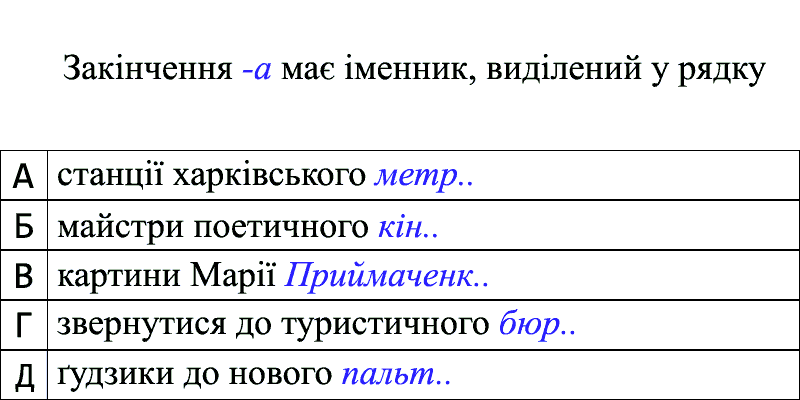 Закінчення -а має іменник, виділений у рядку
А станції харківського метр..
Б майстри поетичного кін..
В картини Марії Приймаченк..
Г звернутися до туристичного бюр..
Д ґудзики до нового пальт..